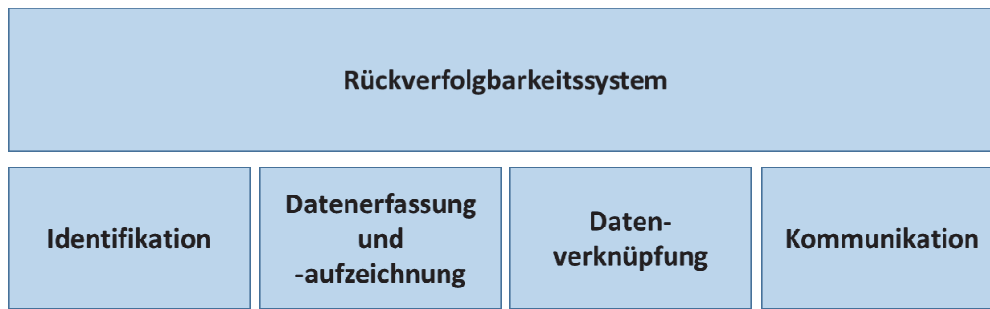 Rückverfolgbarkeitssystem
Identifikation
Datenerfassung
und
-aufzeichnung
Daten-
verknüpfung
Kommunikation